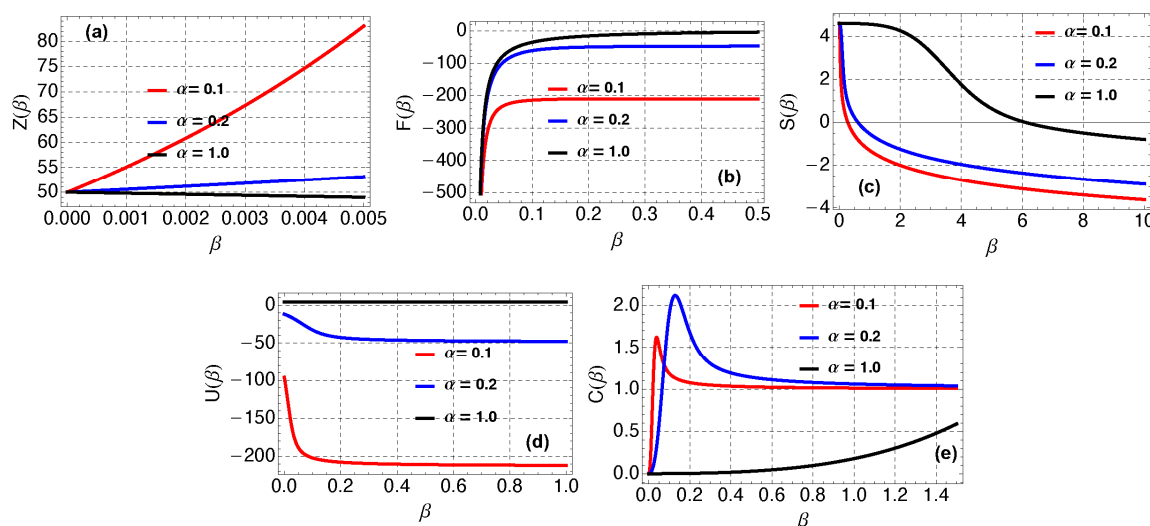 (a)
Z(β)
80
75
70
65
60
55
50
α = 0.1
α = 0.2
α = 1.0
0.000 0.001 0.002 0.003 0.004 0.005
β
(b)
F(β)
0
−100
−200
−300
−400
−500
α = 0.1
α = 0.2
α = 1.0
0.0 0.1 0.2 0.3 0.4 0.5
β
(c)
S(β)
4
2
0
−2
−4
α = 0.1
α = 0.2
α = 1.0
0 2 4 6 8 10
β
(d)
U(β)
0
−50
−100
−150
−200
α = 0.1
α = 0.2
α = 1.0
0.0 0.2 0.4 0.6 0.8 1.0
β
(e)
C(β)
2.0
1.5
1.0
0.5
0.0
α = 0.1
α = 0.2
α = 1.0
0.0 0.2 0.4 0.6 0.8 1.0 1.2 1.4
β